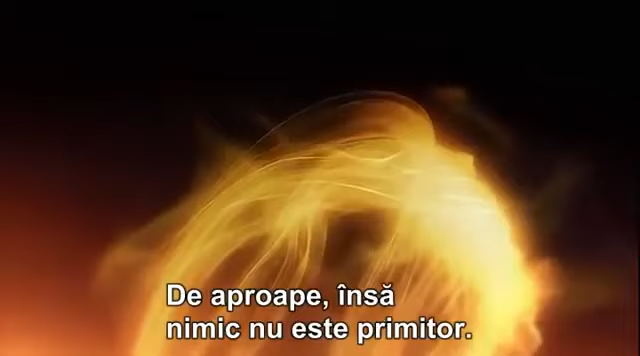 De aproape, însă
nimic nu este primitor.